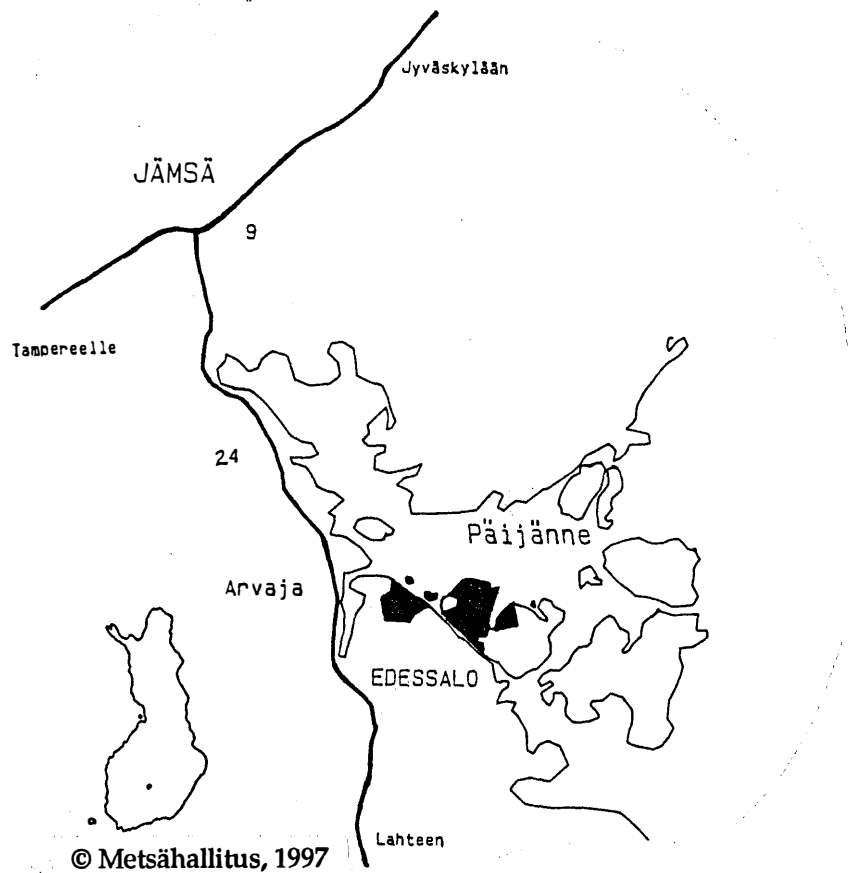 Jyväskylään
JÄMSÄ
9
Tampereelle
24
Päijänne
Arvaja
EDESSALO
Lahteen
© Metsähallitus, 1997